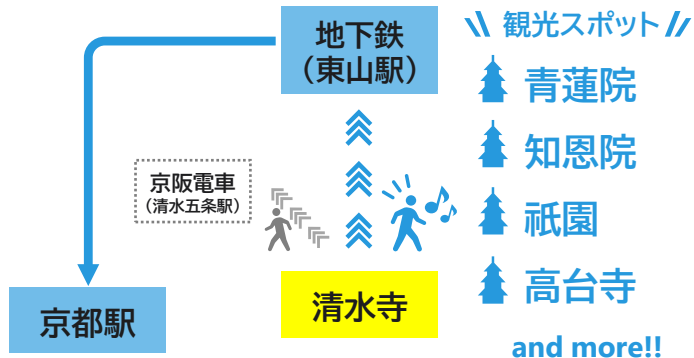 地下鉄
（東山駅）
京阪電車
（清水五条駅）
京都駅
清水寺
観光スポット
青蓮院
知恩院
祇園
高台寺
and more!!